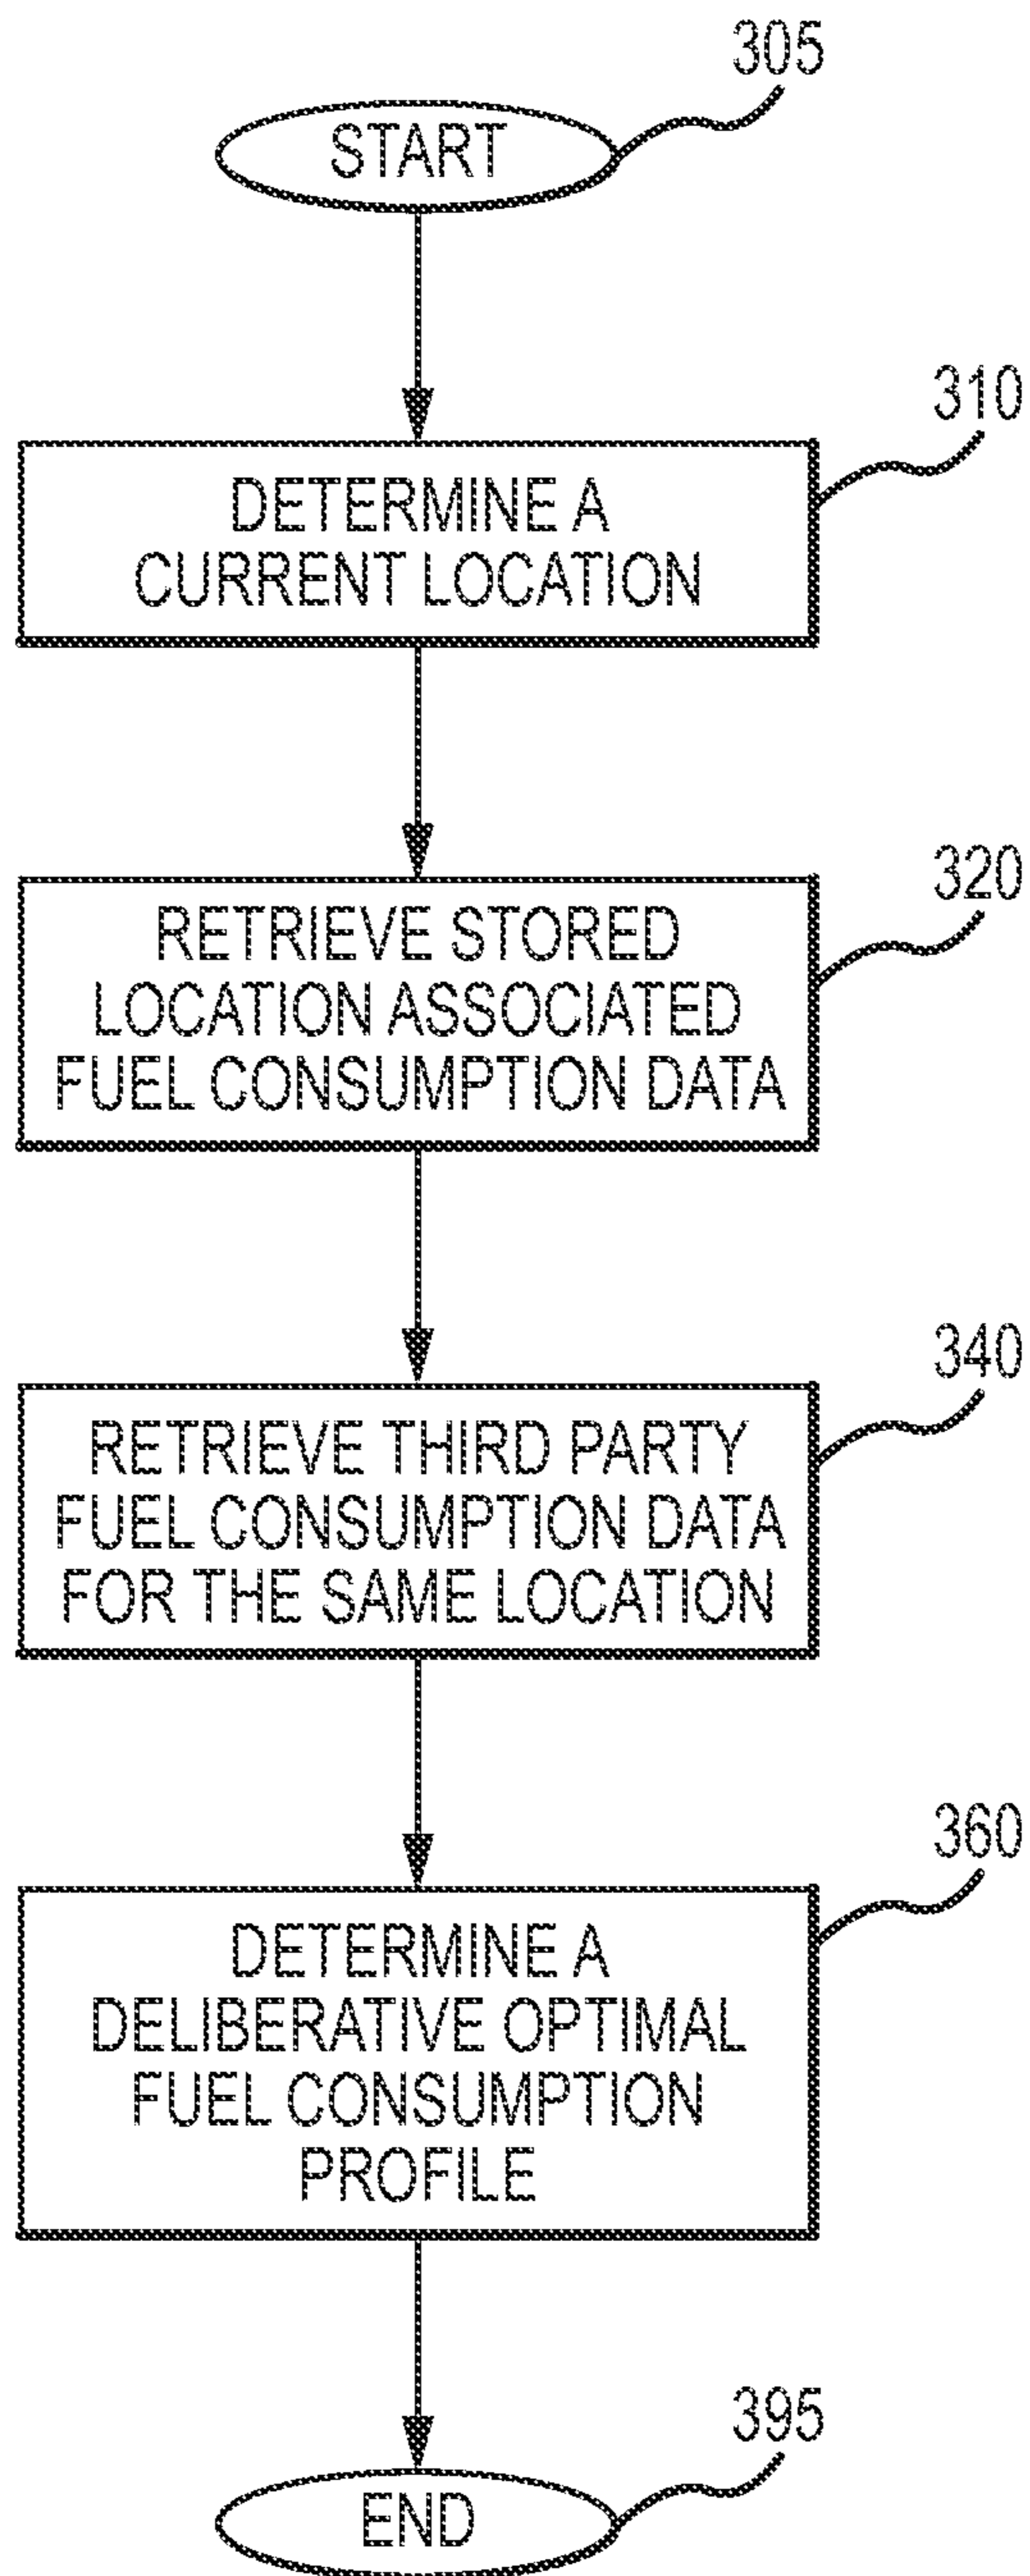 305
START
310
DETERMINE A
CURRENT LOCATION
320
RETRIEVE STORED
LOCATION ASSOCIATED
FUEL CONSUMPTION DATA
340
RETRIEVE THIRD PARTY
FUEL CONSUMPTION DATA
FOR THE SAME LOCATION
360
DETERMINE A
DELIBERATIVE OPTIMAL
FUEL CONSUMPTION
PROFILE
395
END